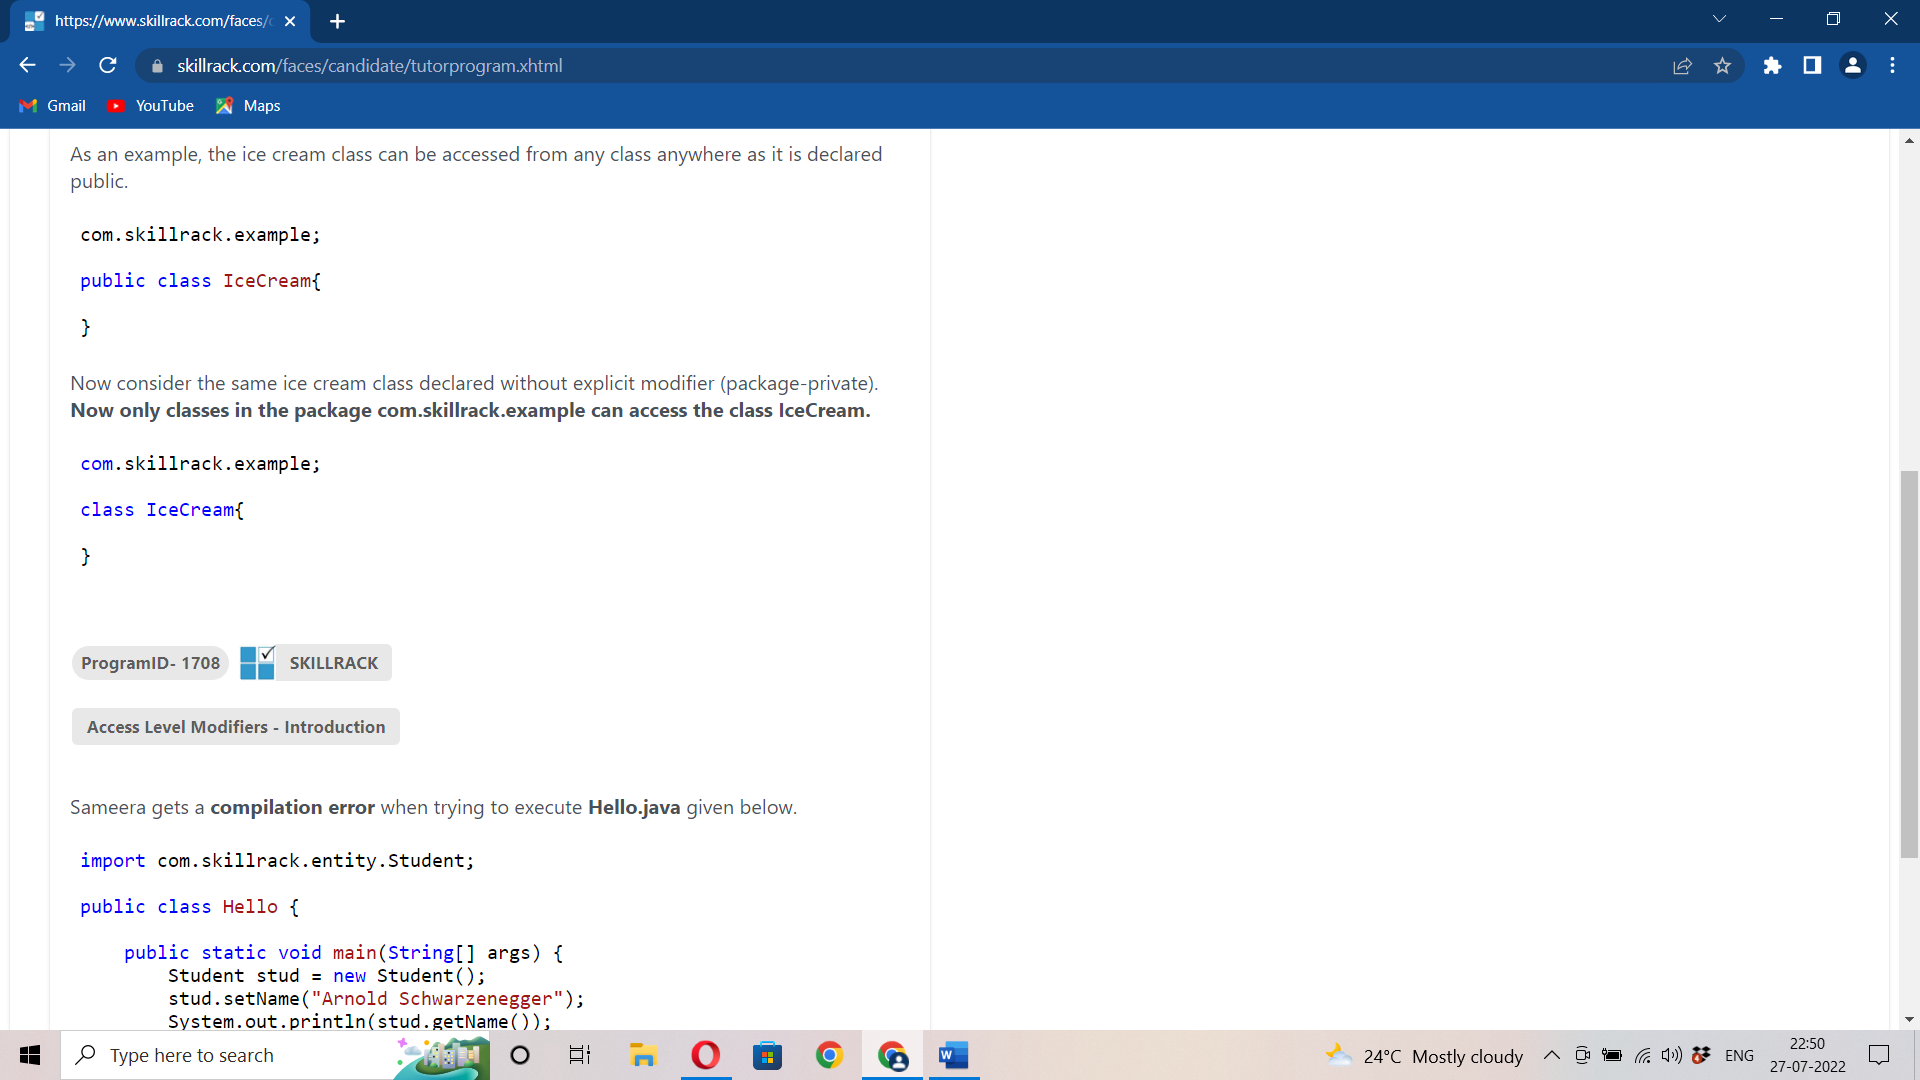 https://www.skillrack.com/faces/c
skillrack.com/faces/candidate/tutorprogram.xhtml
Gmail YouTube Maps
As an example, the ice cream class can be accessed from any class anywhere as it is declared
public.
com.skillrack.example;
public class IceCream{
}
Now consider the same ice cream class declared without explicit modifier (package-private).
Now only classes in the package com.skillrack.example can access the class IceCream.
com.skillrack.example;
class IceCream{
}
ProgramID- 1708 SKILLRACK
Access Level Modifiers - Introduction
Sameera gets a compilation error when trying to execute Hello.java given below.
import com.skillrack.entity.Student;
public class Hello {
public static void main(String[] args) {
Student stud = new Student();
stud.setName("Arnold Schwarzenegger");
System.out.println(stud.getName());
Type here to search
24°C Mostly cloudy
ENG
22:50
27-07-2022